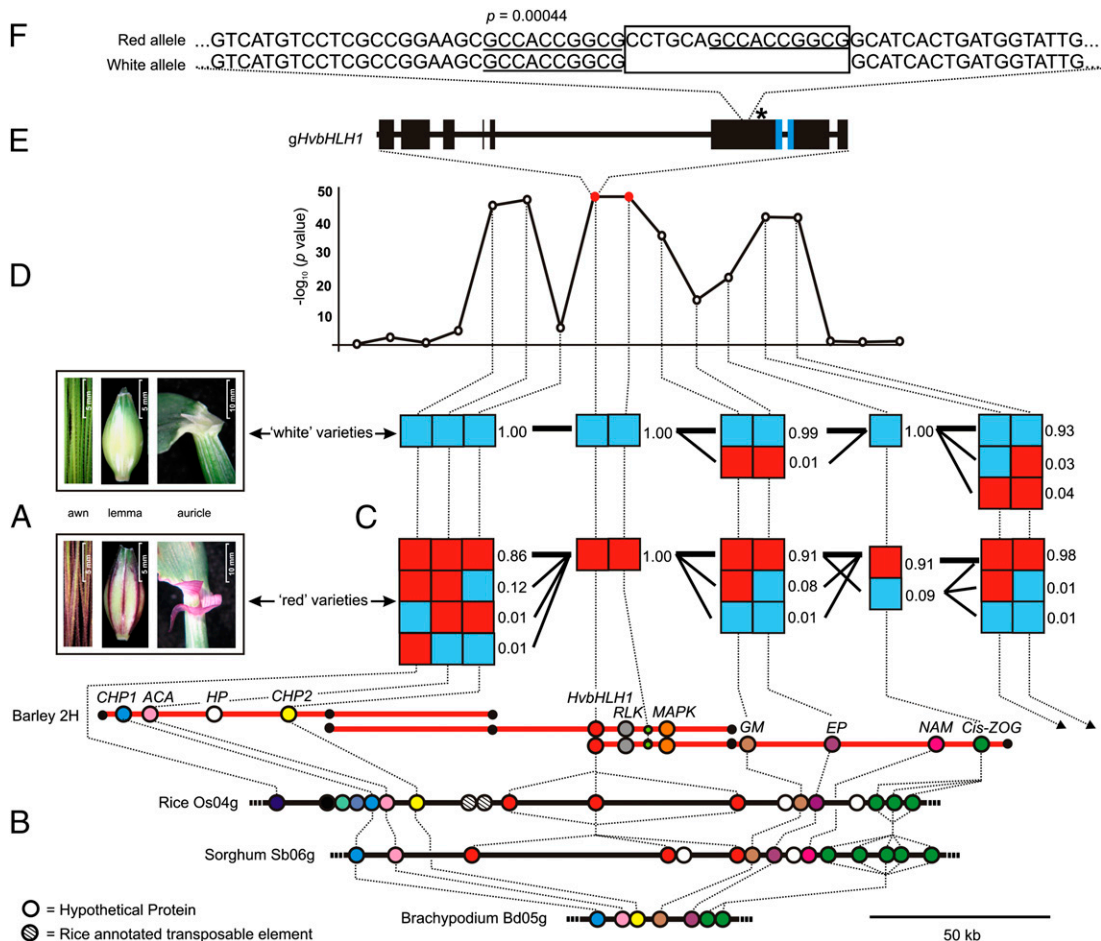 p = 0.00044
F
Red allele ...GTCATGTCCTCGCCGGAAGCGCCACCGGCGCCTGCAGCCACCGGCGGCATCACTGATGGTATTG...
White allele ...GTCATGTCCTCGCCGGAAGCGCCACCGGCG GCATCACTGATGGTATTG...
*
E
gHvbHLH1
50
40
30
20
10
-log₁₀ (p value)
D
5 mm
5 mm
10 mm
'white' varieties
1.00
1.00
0.99
1.00
0.93
0.01
0.03
0.04
awn lemma auricle
A
C
5 mm
5 mm
10 mm
'red' varieties
0.86
1.00
0.91
0.91
0.98
0.12
0.08
0.09
0.01
0.01
0.01
0.01
0.01
CHP1 ACA HP CHP2 HvbHLH1
Barley 2H
RLK MAPK GM EP NAM Cis-ZOG
Rice Os04g
B
Sorghum Sb06g
Brachypodium Bd05g
= Hypothetical Protein
= Rice annotated transposable element
50 kb